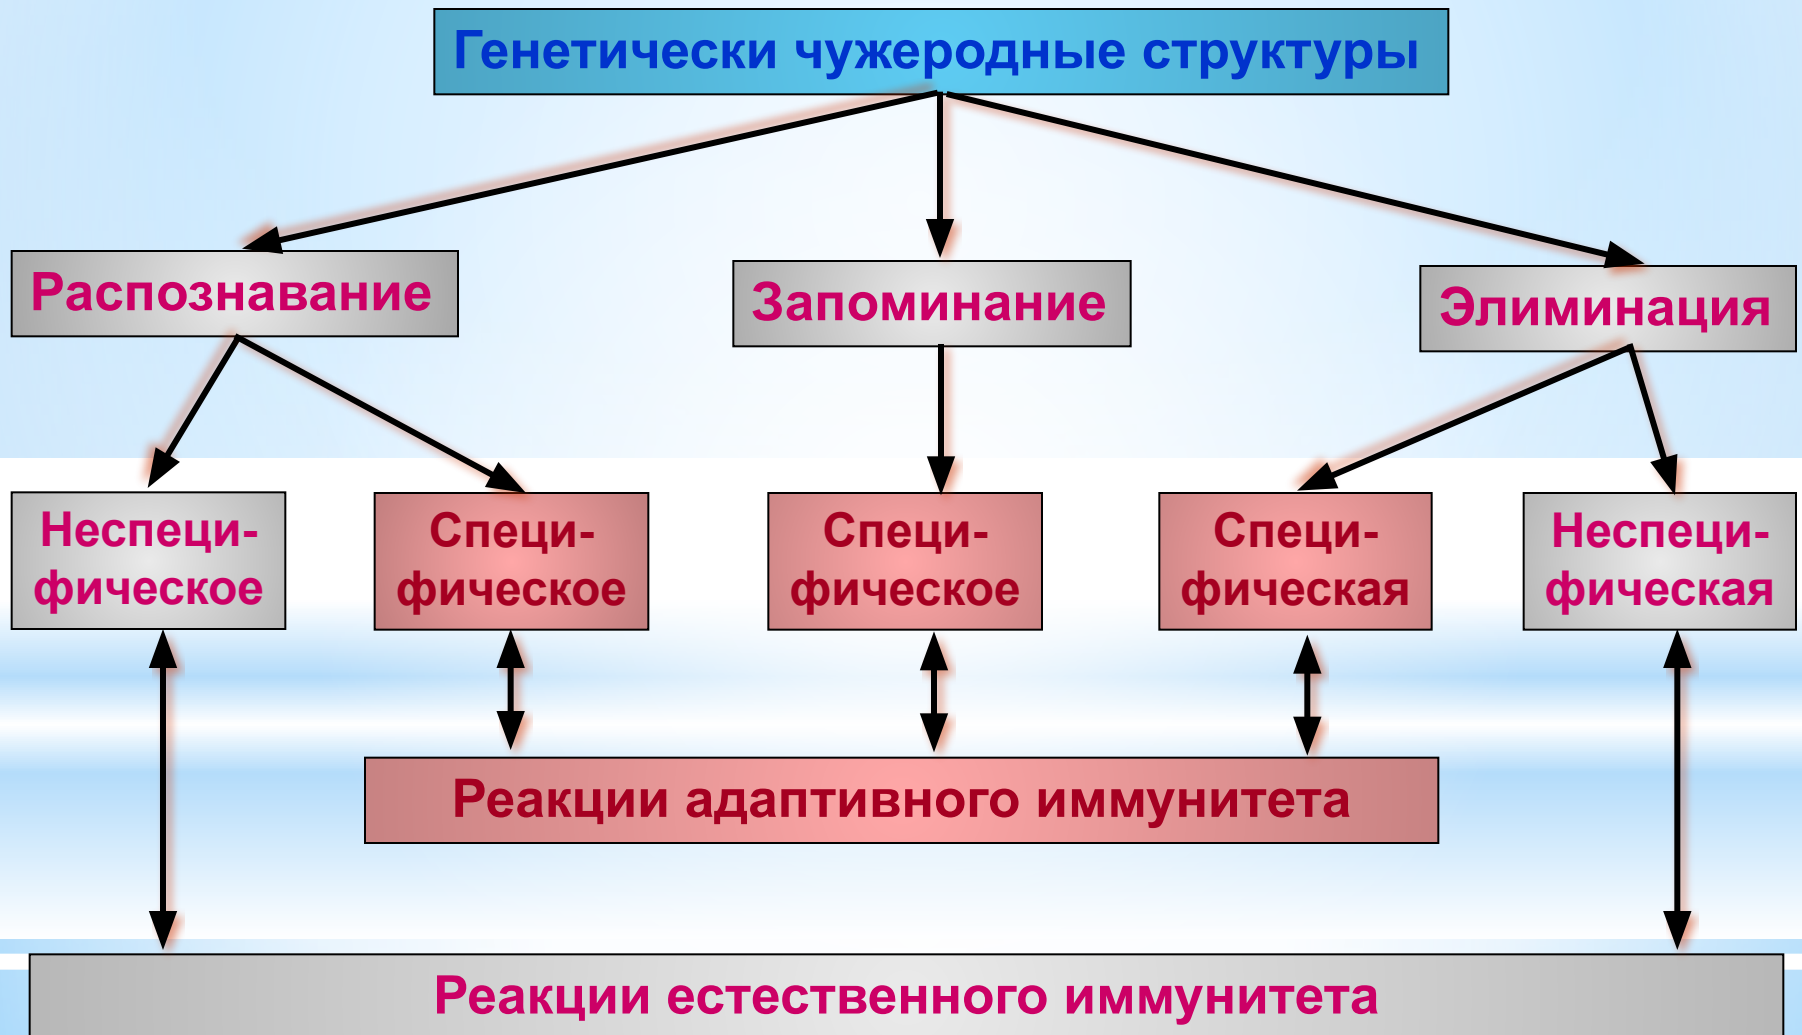 Генетически чужеродные структуры
Распознавание
Запоминание
Элиминация
Неспеци-
фическое
Специ-
фическое
Специ-
фическое
Специ-
фическая
Неспеци-
фическая
Реакции адаптивного иммунитета
Реакции естественного иммунитета